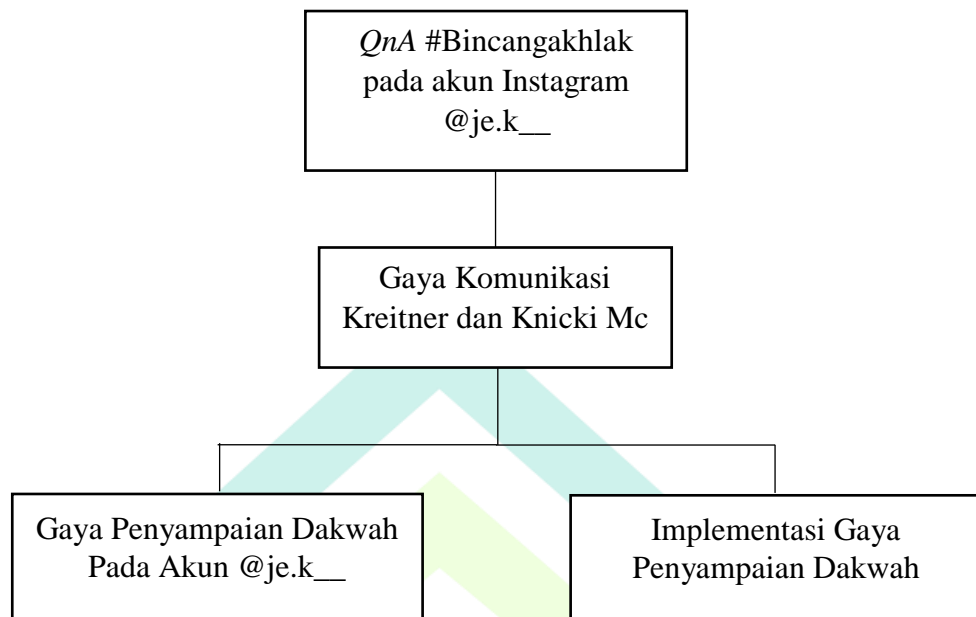 QnA #Bincangakhlak
pada akun Instagram
@je.k__
Gaya Komunikasi
Kreitner dan Knicki Mc
Gaya Penyampaian Dakwah
Pada Akun @je.k__
Implementasi Gaya
Penyampaian Dakwah